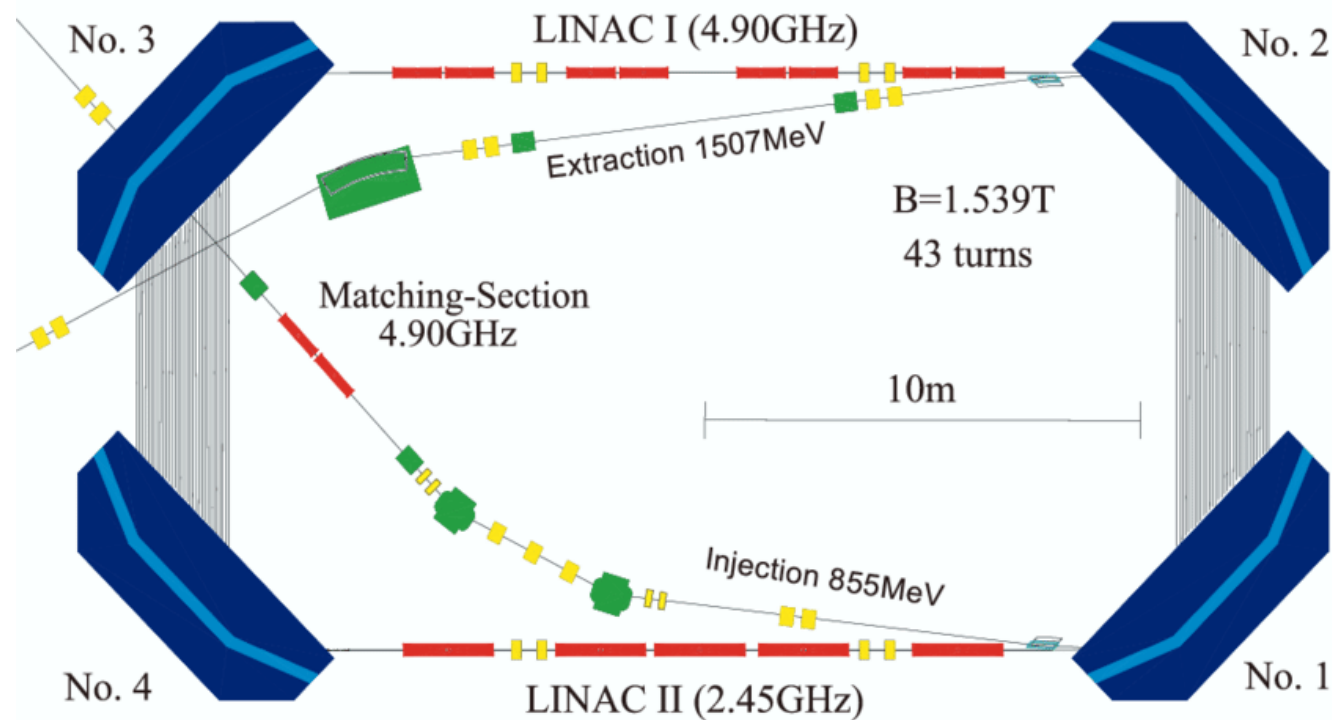 No. 3
LINAC I (4.90GHz)
No. 2
Extraction 1507MeV
B=1.539T
43 turns
Matching-Section
4.90GHz
10m
Injection 855MeV
No. 4
LINAC II (2.45GHz)
No. 1